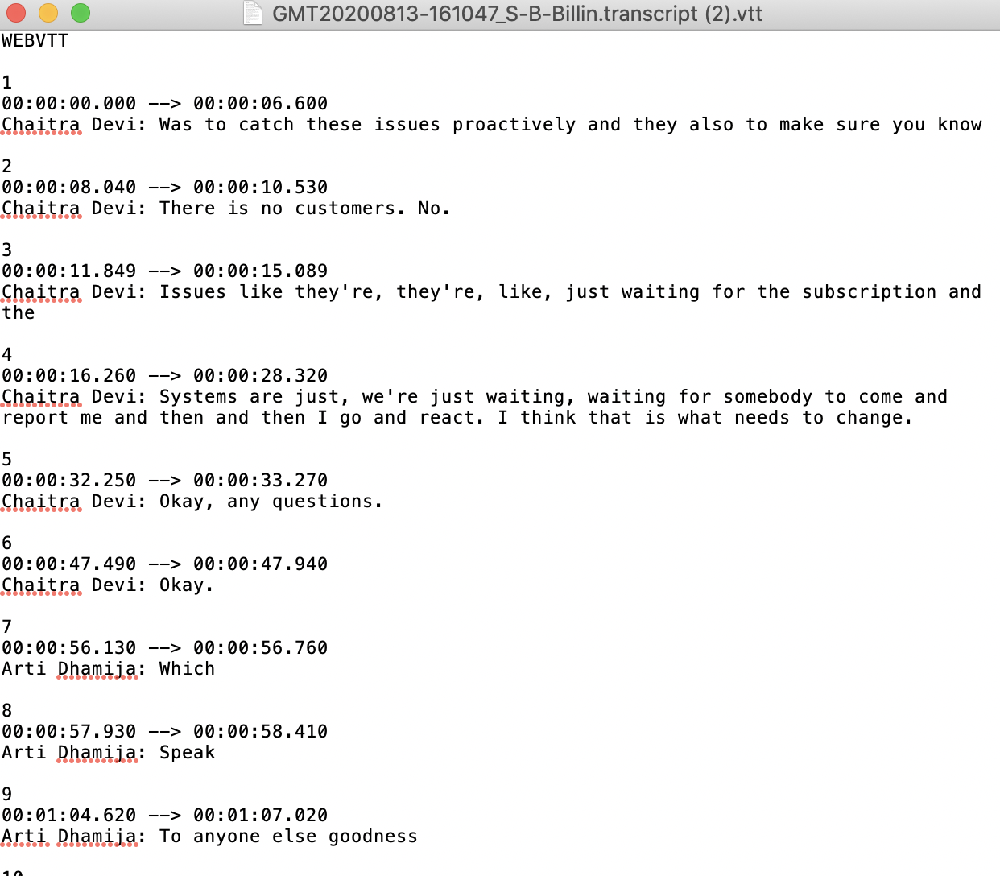 GMT20200813-161047_S-B-Billin.transcript (2).vtt
WEBVTT
1
00:00:00.000 --> 00:00:06.600
Chaitra Devi: Was to catch these issues proactively and they also to make sure you know
2
00:00:08.040 --> 00:00:10.530
Chaitra Devi: There is no customers. No.
3
00:00:11.849 --> 00:00:15.089
Chaitra Devi: Issues like they're, they're, like, just waiting for the subscription and
the
4
00:00:16.260 --> 00:00:28.320
Chaitra Devi: Systems are just, we're just waiting, waiting for somebody to come and
report me and then and then I go and react. I think that is what needs to change.
5
00:00:32.250 --> 00:00:33.270
Chaitra Devi: Okay, any questions.
6
00:00:47.490 --> 00:00:47.940
Chaitra Devi: Okay.
7
00:00:56.130 --> 00:00:56.760
Arti Dhamija: Which
8
00:00:57.930 --> 00:00:58.410
Arti Dhamija: Speak
9
00:01:04.620 --> 00:01:07.020
Arti Dhamija: To anyone else goodness
10